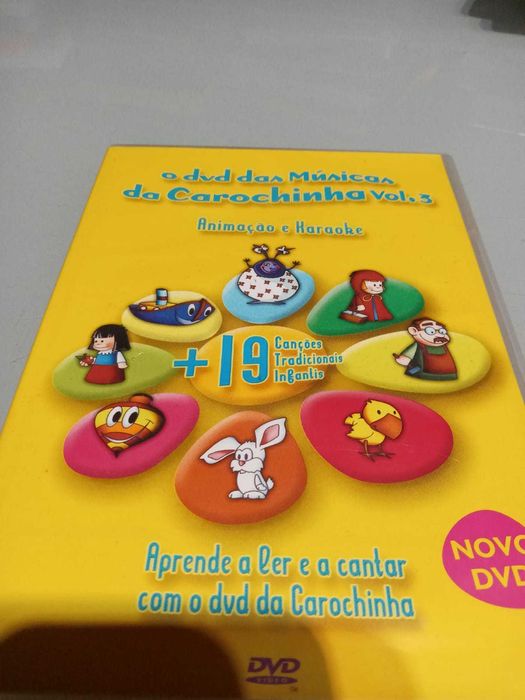 o dvd das Músicas
da Carochinha Vol. 3
Animação e Karaoke
+ 19 Canções
Tradicionais
Infantis
NOVO
DVD
Aprende a ler e a cantar
com o dvd da Carochinha
DVD
VIDEO